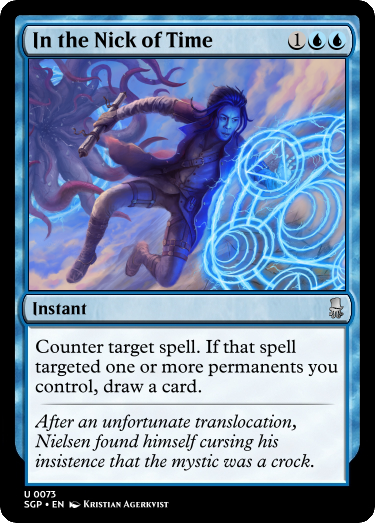 In the Nick of Time 1
Instant
Counter target spell. If that spell
targeted one or more permanents you
control, draw a card.
After an unfortunate translocation,
Nielsen found himself cursing his
insistence that the mystic was a crock.
U 0073
SGP • EN Kristian Agerkvist